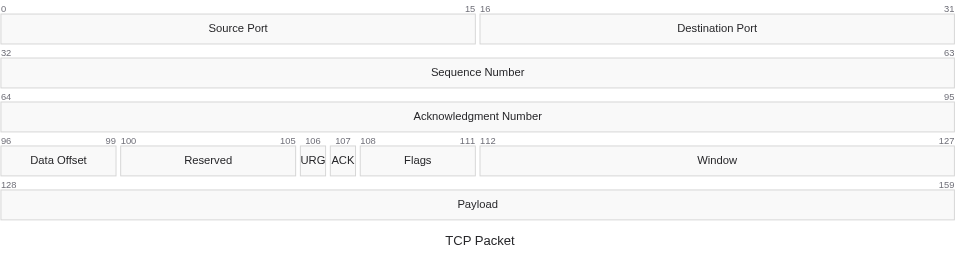 0 15 16 31
Source Port Destination Port
32 63
Sequence Number
64 95
Acknowledgment Number
96 99 100 105 106 107 108 111 112 127
Data Offset Reserved URG ACK Flags Window
128 159
Payload
TCP Packet